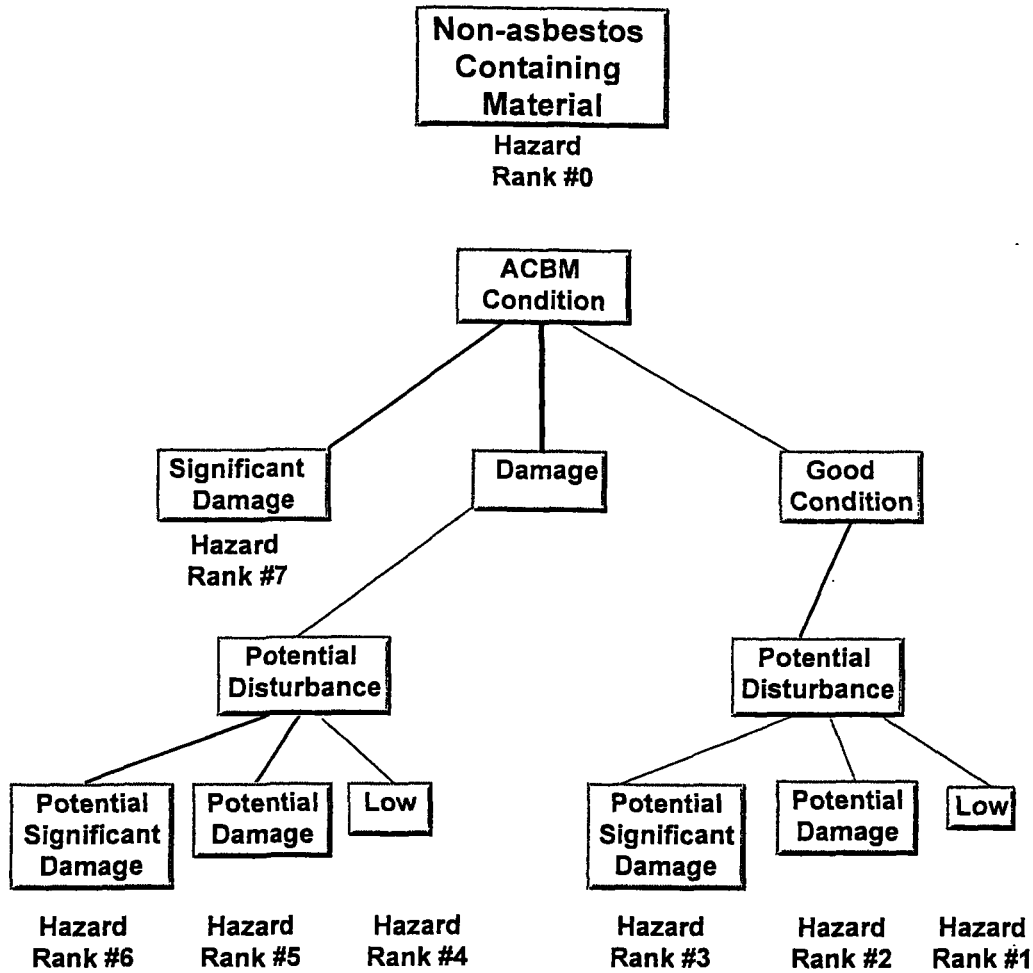 Non-asbestos
Containing
Material
Hazard
Rank #0
ACBM
Condition
Significant
Damage
Hazard
Rank #7
Damage
Good
Condition
Potential
Disturbance
Potential
Disturbance
Potential
Significant
Damage
Potential
Damage
Low
Potential
Significant
Damage
Potential
Damage
Low
Hazard
Rank #6
Hazard
Rank #5
Hazard
Rank #4
Hazard
Rank #3
Hazard
Rank #2
Hazard
Rank #1